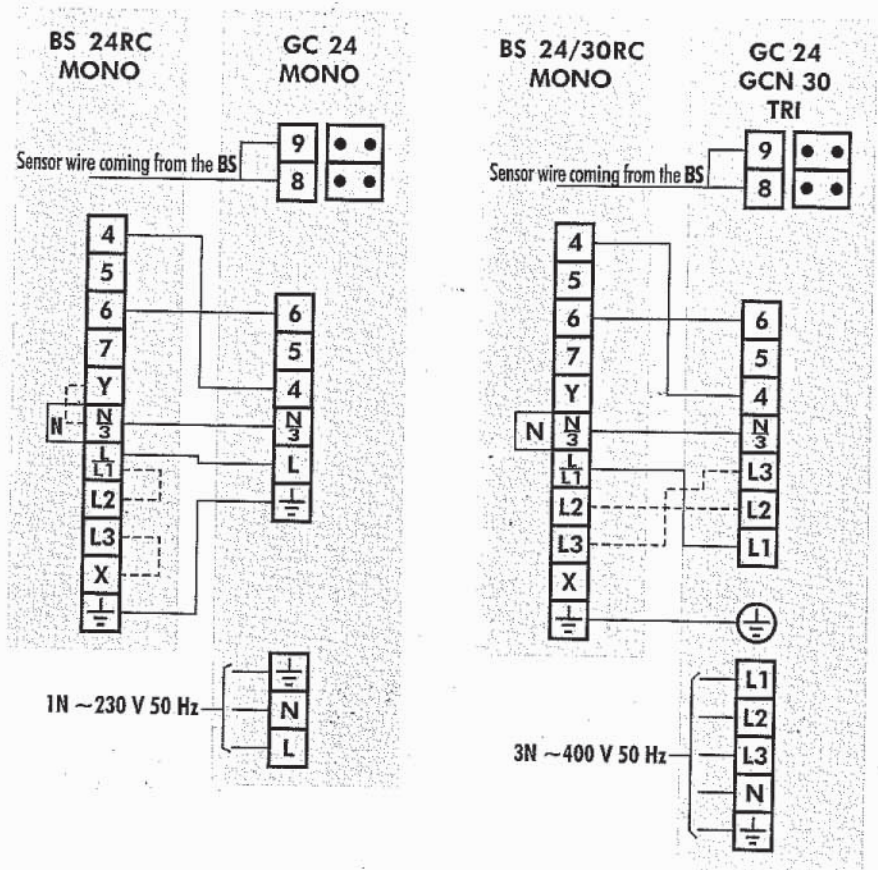 BS 24RC
MONO
GC 24
MONO
9
8
Sensor wire coming from the BS
4
5
6
7
Y
N
N
3
L
L1
L2
L3
X
6
5
4
N
3
L
1N ~230 V 50 Hz
N
L
BS 24/30RC
MONO
GC 24
GCN 30
TRI
9
8
Sensor wire coming from the BS
4
5
6
7
Y
N
N
3
L
L1
L2
L3
X
6
5
4
N
3
L3
L2
L1
3N ~400 V 50 Hz
L1
L2
L3
N